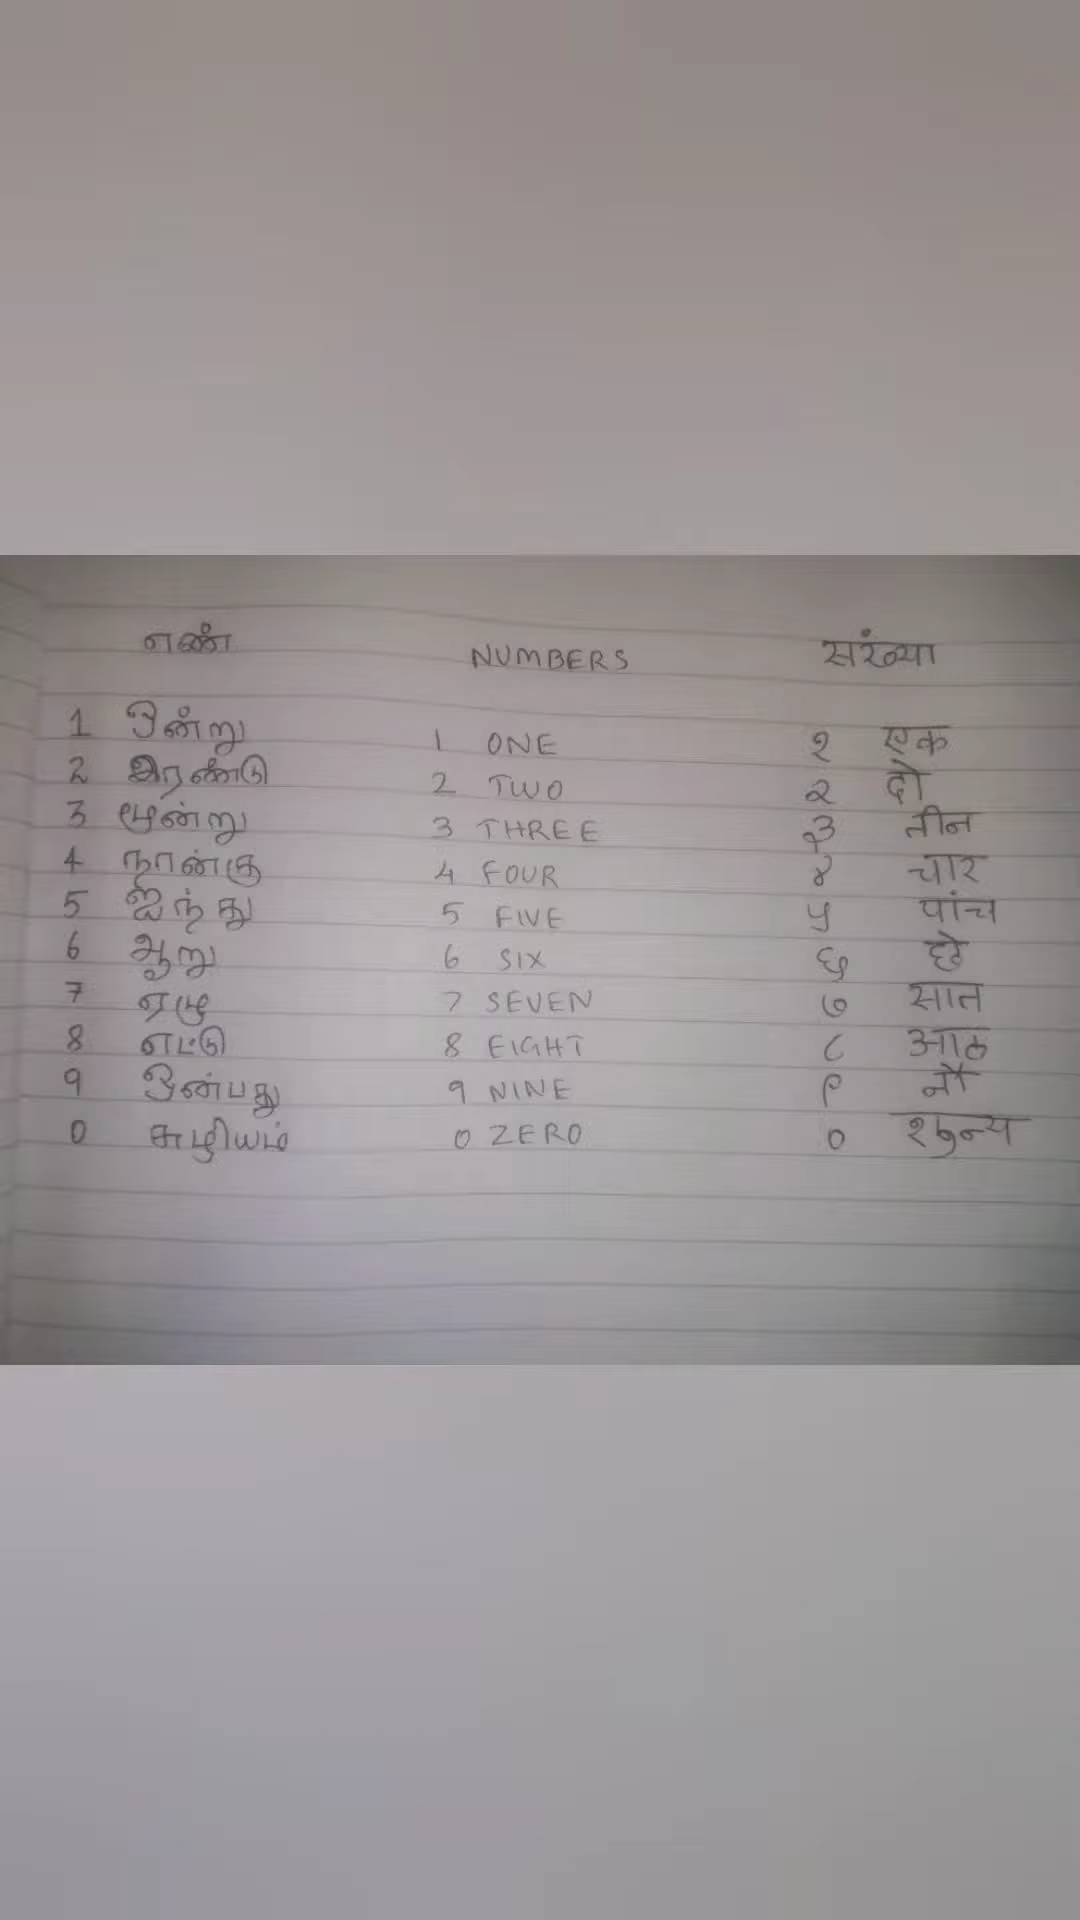 எண் NUMBERS संख्या
1 ஒன்று 1 ONE १ एक
2 இரண்டு 2 TWO २ दो
3 மூன்று 3 THREE ३ तीन
4 நான்கு 4 FOUR ४ चार
5 ஐந்து 5 FIVE ५ पांच
6 ஆறு 6 SIX ६ छे
7 ஏழு 7 SEVEN ७ सात
8 எட்டு 8 EIGHT ८ आठ
9 ஒன்பது 9 NINE ९ नौ
0 சுழியம் 0 ZERO ० शुन्य